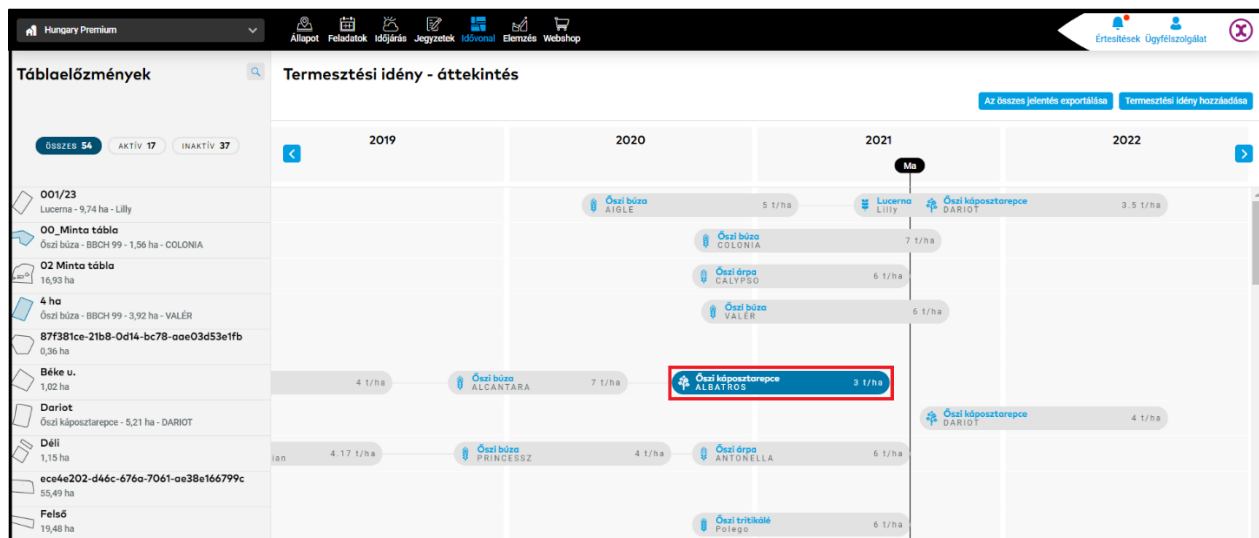 Hungary Premium
Állapot Feladatok Időjárás Jegyzetek Idővonal Elemzés Webshop
Értesítések Ügyfélszolgálat
Táblaelőzmények
Termesztési idény - áttekintés
Az összes jelentés exportálása
Termesztési idény hozzáadása
ÖSSZES 54 AKTÍV 17 INAKTÍV 37
2019 2020 2021 2022
Ma
001/23
Lucerna - 9,74 ha - Lilly
Őszi búza
AIGLE
5 t/ha
Lucerna
Lilly
Őszi káposztarepce
DARIOT
3.5 t/ha
00_Minta tábla
Őszi búza - BBCH 99 - 1,56 ha - COLONIA
Őszi búza
COLONIA
7 t/ha
02 Minta tábla
16,93 ha
Őszi árpa
CALYPSO
6 t/ha
4 ha
Őszi búza - BBCH 99 - 3,92 ha - VALÉR
Őszi búza
VALÉR
6 t/ha
87f381ce-21b8-0d14-bc78-aae03d53e1fb
0,36 ha
Béke u.
1,02 ha
4 t/ha
Őszi búza
ALCANTARA
7 t/ha
Őszi káposztarepce
ALBATROS
3 t/ha
Dariot
Őszi káposztarepce - 5,21 ha - DARIOT
Őszi káposztarepce
DARIOT
4 t/ha
Déli
1,15 ha
ian
4.17 t/ha
Őszi búza
PRINCESSZ
4 t/ha
Őszi árpa
ANTONELLA
6 t/ha
ece4e202-d46c-676a-7061-ae38e166799c
55,49 ha
Felső
19,48 ha
Őszi tritikálé
Polego
6 t/ha